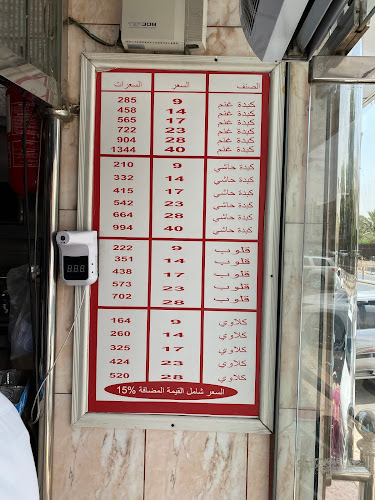 الصنف السعر السعرات
كبدة غنم 9 285
كبدة غنم 14 458
كبدة غنم 17 565
كبدة غنم 23 722
كبدة غنم 28 904
كبدة غنم 40 1344
كبدة حاشي 9 210
كبدة حاشي 14 332
كبدة حاشي 17 415
كبدة حاشي 23 542
كبدة حاشي 28 664
كبدة حاشي 40 994
قلوب 9 222
قلوب 14 351
قلوب 17 438
قلوب 23 573
قلوب 28 702
كلاوي 9 164
كلاوي 14 260
كلاوي 17 325
كلاوي 23 424
كلاوي 28 520
السعر شامل القيمة المضافة 15%